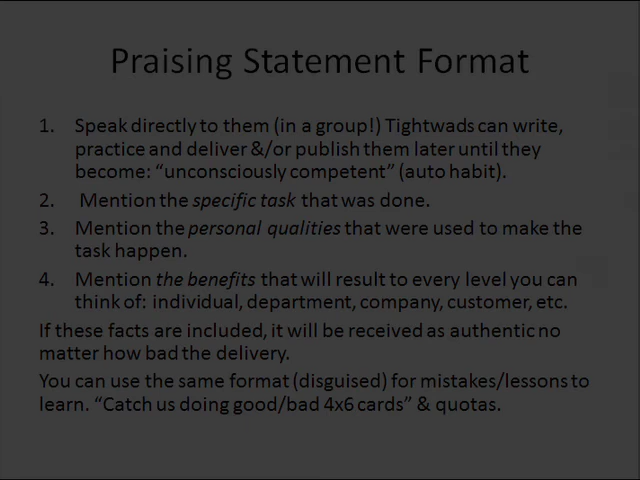 Praising Statement Format
1. Speak directly to them (in a group!) Tightwads can write,
practice and deliver &/or publish them later until they
become: “unconsciously competent” (auto habit).
2. Mention the specific task that was done.
3. Mention the personal qualities that were used to make the
task happen.
4. Mention the benefits that will result to every level you can
think of: individual, department, company, customer, etc.
If these facts are included, it will be received as authentic no
matter how bad the delivery.
You can use the same format (disguised) for mistakes/lessons to
learn. “Catch us doing good/bad 4x6 cards” & quotas.